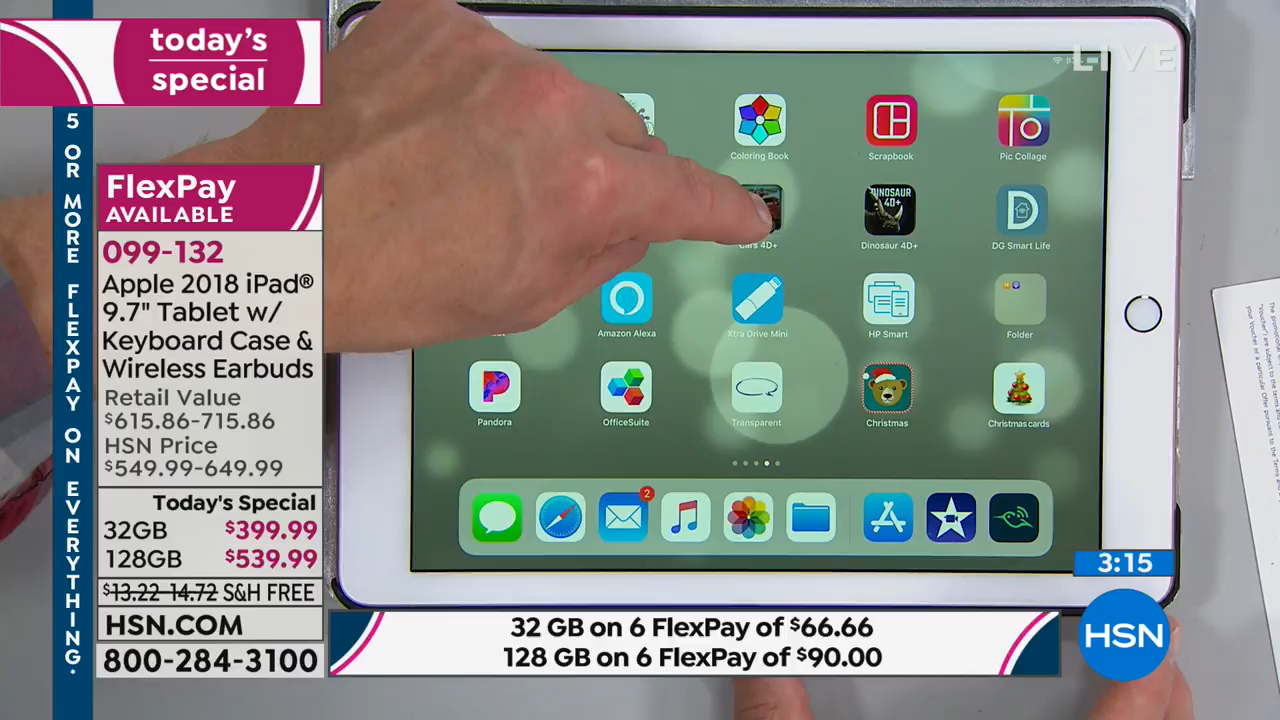 today's
special
5 OR MORE FLEXPAY ON EVERYTHING.
FlexPay
AVAILABLE
099-132
Apple 2018 iPad®
9.7" Tablet w/
Keyboard Case &
Wireless Earbuds
Retail Value
$615.86-715.86
HSN Price
$549.99-649.99
Today's Special
32GB $399.99
128GB $539.99
$13.22-14.72 S&H FREE
HSN.COM
800-284-3100
LIVE
Coloring Book
Scrapbook
Pic Collage
Cars 4D+
DINOSAUR
4D+
Dinosaur 4D+
DG Smart Life
Amazon Alexa
Xtra Drive Mini
HP Smart
Folder
Pandora
OfficeSuite
Transparent
Christmas
Christmas cards
2
3:15
HSN
32 GB on 6 FlexPay of $66.66
128 GB on 6 FlexPay of $90.00